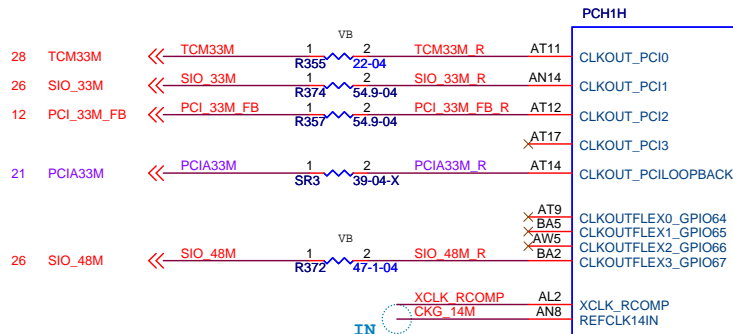 PCH1H
VB
28 TCM33M TCM33M 1 2 TCM33M_R AT11 CLKOUT_PCI0
R355 22-04
26 SIO_33M SIO_33M 1 2 SIO_33M_R AN14 CLKOUT_PCI1
R374 54.9-04
12 PCI_33M_FB PCI_33M_FB 1 2 PCI_33M_FB_R AT12 CLKOUT_PCI2
R357 54.9-04
AT17 CLKOUT_PCI3
21 PCIA33M PCIA33M 1 2 PCIA33M_R AT14 CLKOUT_PCILOOPBACK
SR3 39-04-X
AT9 CLKOUTFLEX0_GPIO64
BA5 CLKOUTFLEX1_GPIO65
VB
AW5 CLKOUTFLEX2_GPIO66
26 SIO_48M SIO_48M 1 2 SIO_48M_R BA2 CLKOUTFLEX3_GPIO67
R372 47-1-04
XCLK_RCOMP AL2 XCLK_RCOMP
CKG_14M AN8 REFCLK14IN
IN